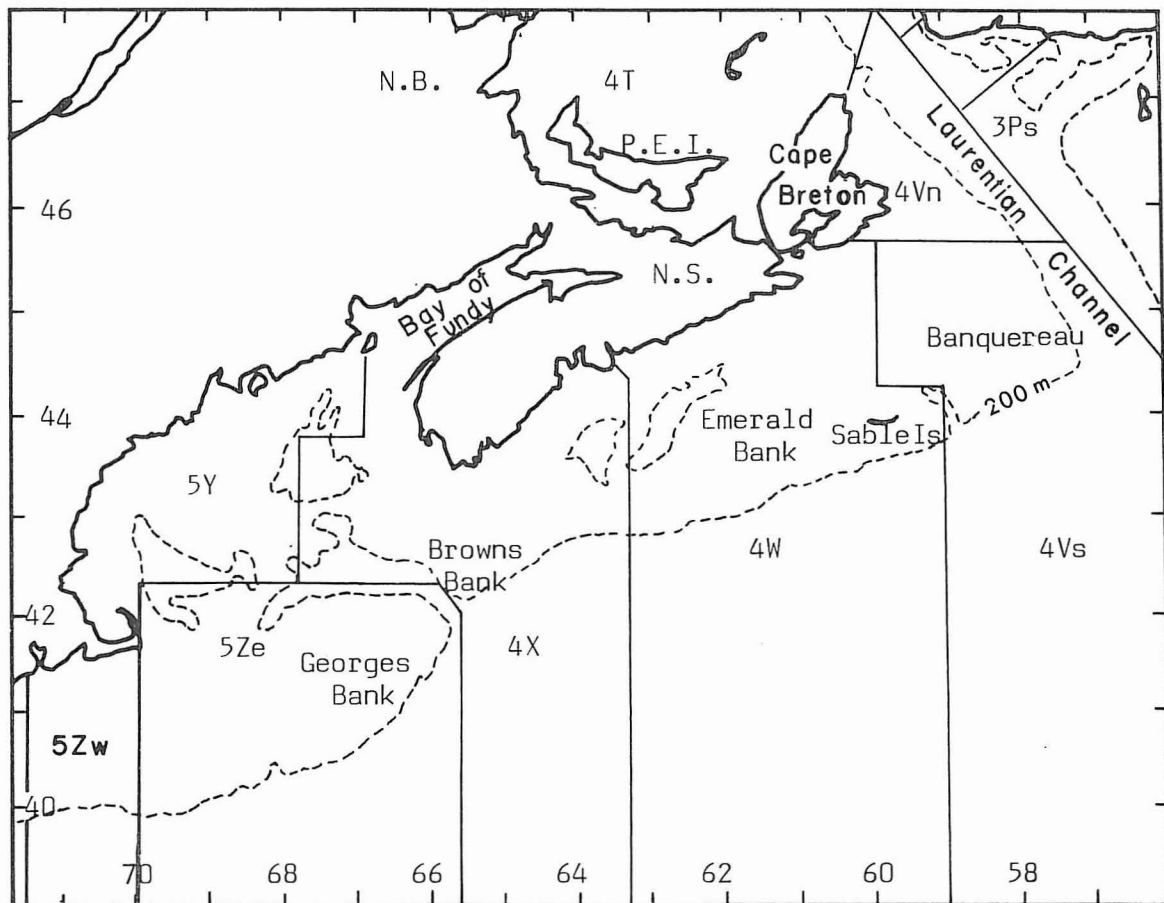 N.B.
4T
3Ps
Laurentian
Channel
P.E.I.
Cape
Breton
4Vn
46
N.S.
Bay of
Fundy
Banquereau
200 m
44
Emerald
Bank
Sable Is
5Y
Browns
Bank
4W
4Vs
42
5Ze
4X
Georges
Bank
5Zw
40
70
68
66
64
62
60
58